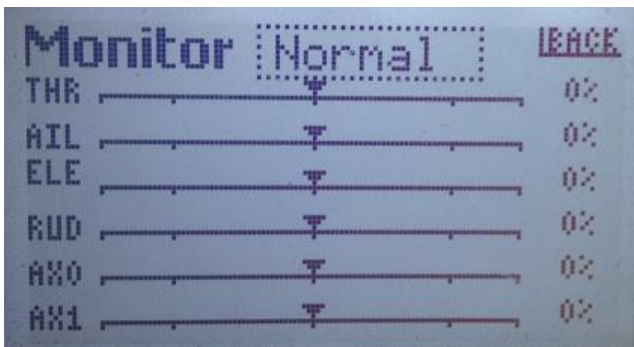 Monitor Normal BACK
THR 0%
AIL 0%
ELE 0%
RUD 0%
AX0 0%
AX1 0%